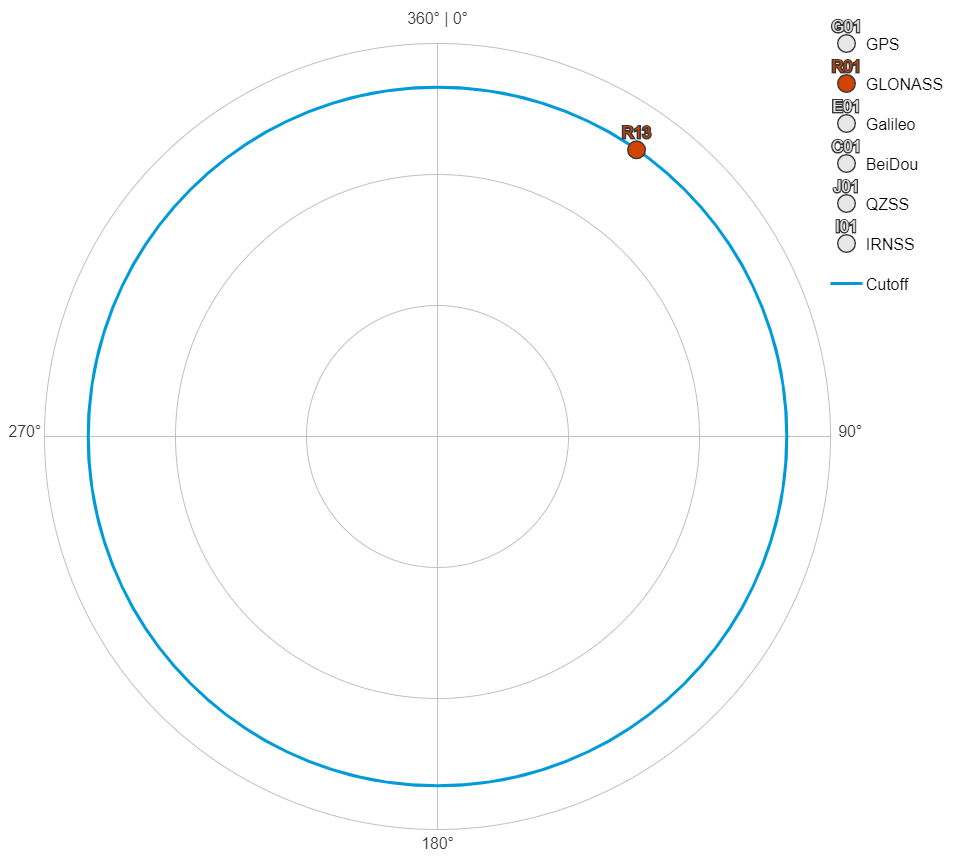 360° | 0°
G01
GPS
R01
GLONASS
E01
Galileo
R13
C01
BeiDou
J01
QZSS
I01
IRNSS
Cutoff
270°
90°
180°